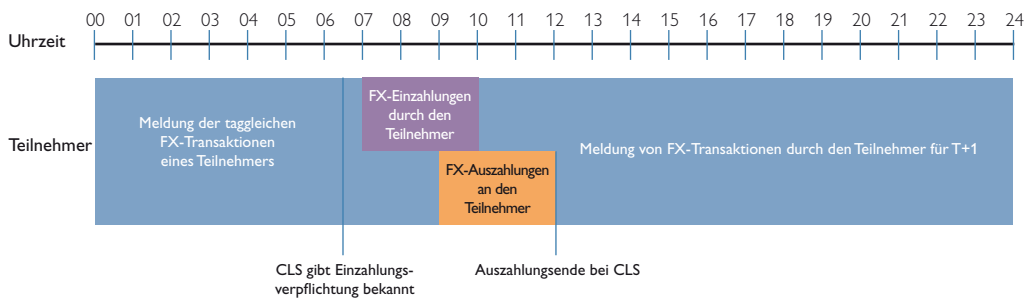 00 01 02 03 04 05 06 07 08 09 10 11 12 13 14 15 16 17 18 19 20 21 22 23 24
Uhrzeit
Teilnehmer
Meldung der taggleichen
FX-Transaktionen
eines Teilnehmers
FX-Einzahlungen
durch den
Teilnehmer
FX-Auszahlungen
an den
Teilnehmer
Meldung von FX-Transaktionen durch den Teilnehmer für T+1
CLS gibt Einzahlungs-
verpflichtung bekannt
Auszahlungsende bei CLS